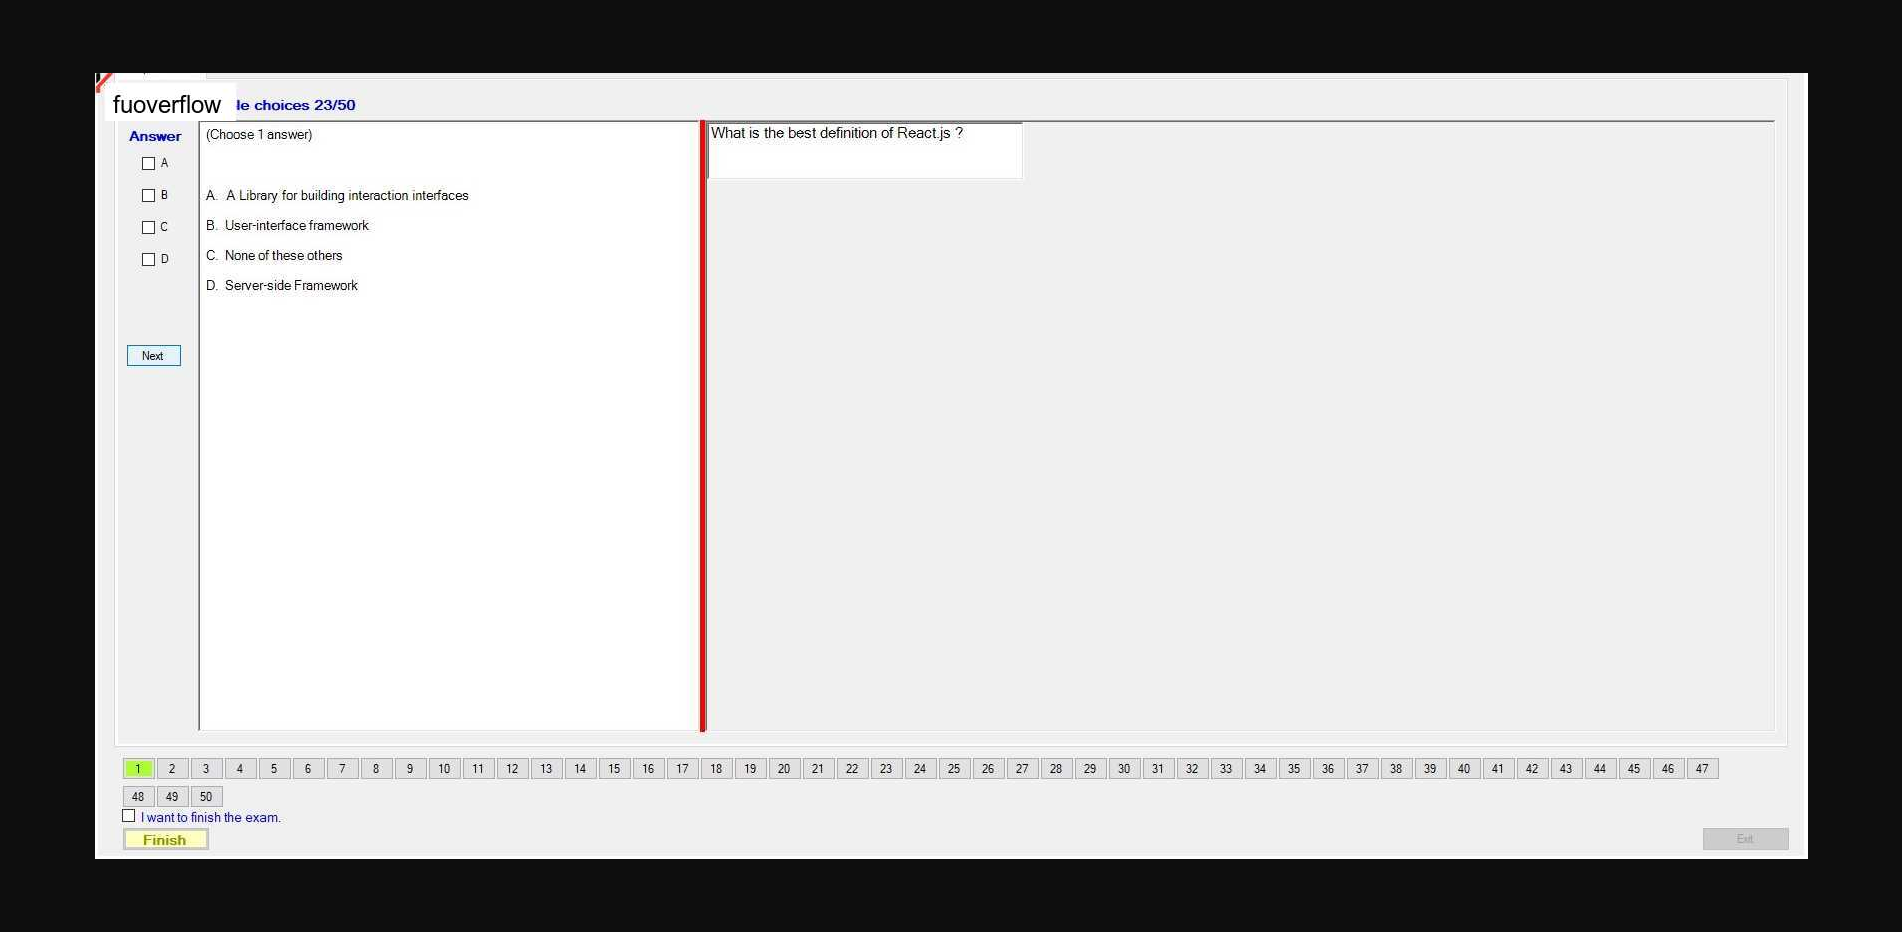 fuoverflow le choices 23/50
Answer
(Choose 1 answer)
What is the best definition of React.js ?
A
B
C
D
A. A Library for building interaction interfaces
B. User-interface framework
C. None of these others
D. Server-side Framework
Next
1 2 3 4 5 6 7 8 9 10 11 12 13 14 15 16 17 18 19 20 21 22 23 24 25 26 27 28 29 30 31 32 33 34 35 36 37 38 39 40 41 42 43 44 45 46 47
48 49 50
I want to finish the exam.
Finish
Exit